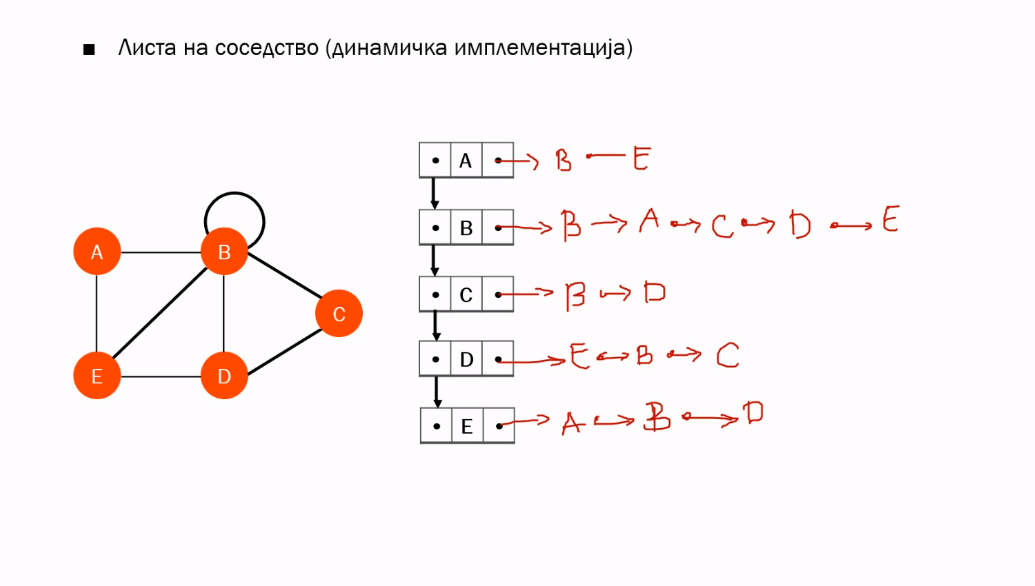 ▪ Листа на соседство (динамичка имплементација)
A B E
B B A C D E
C B D
D E B C
E A B D
A B
C
E D